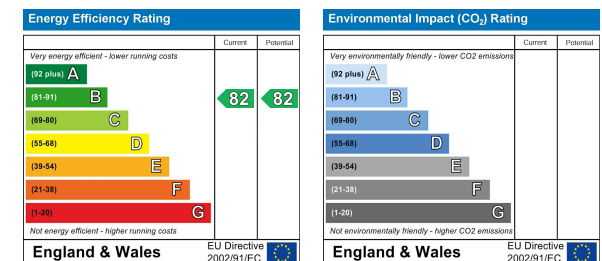 Energy Efficiency Rating
Current Potential
Very energy efficient - lower running costs
(92 plus) A
(81-91) B 82 82
(69-80) C
(55-68) D
(39-54) E
(21-38) F
(1-20) G
Not energy efficient - higher running costs
England & Wales EU Directive
2002/91/EC
Environmental Impact (CO2) Rating
Current Potential
Very environmentally friendly - lower CO2 emissions
(92 plus) A
(81-91) B
(69-80) C
(55-68) D
(39-54) E
(21-38) F
(1-20) G
Not environmentally friendly - higher CO2 emissions
England & Wales EU Directive
2002/91/EC